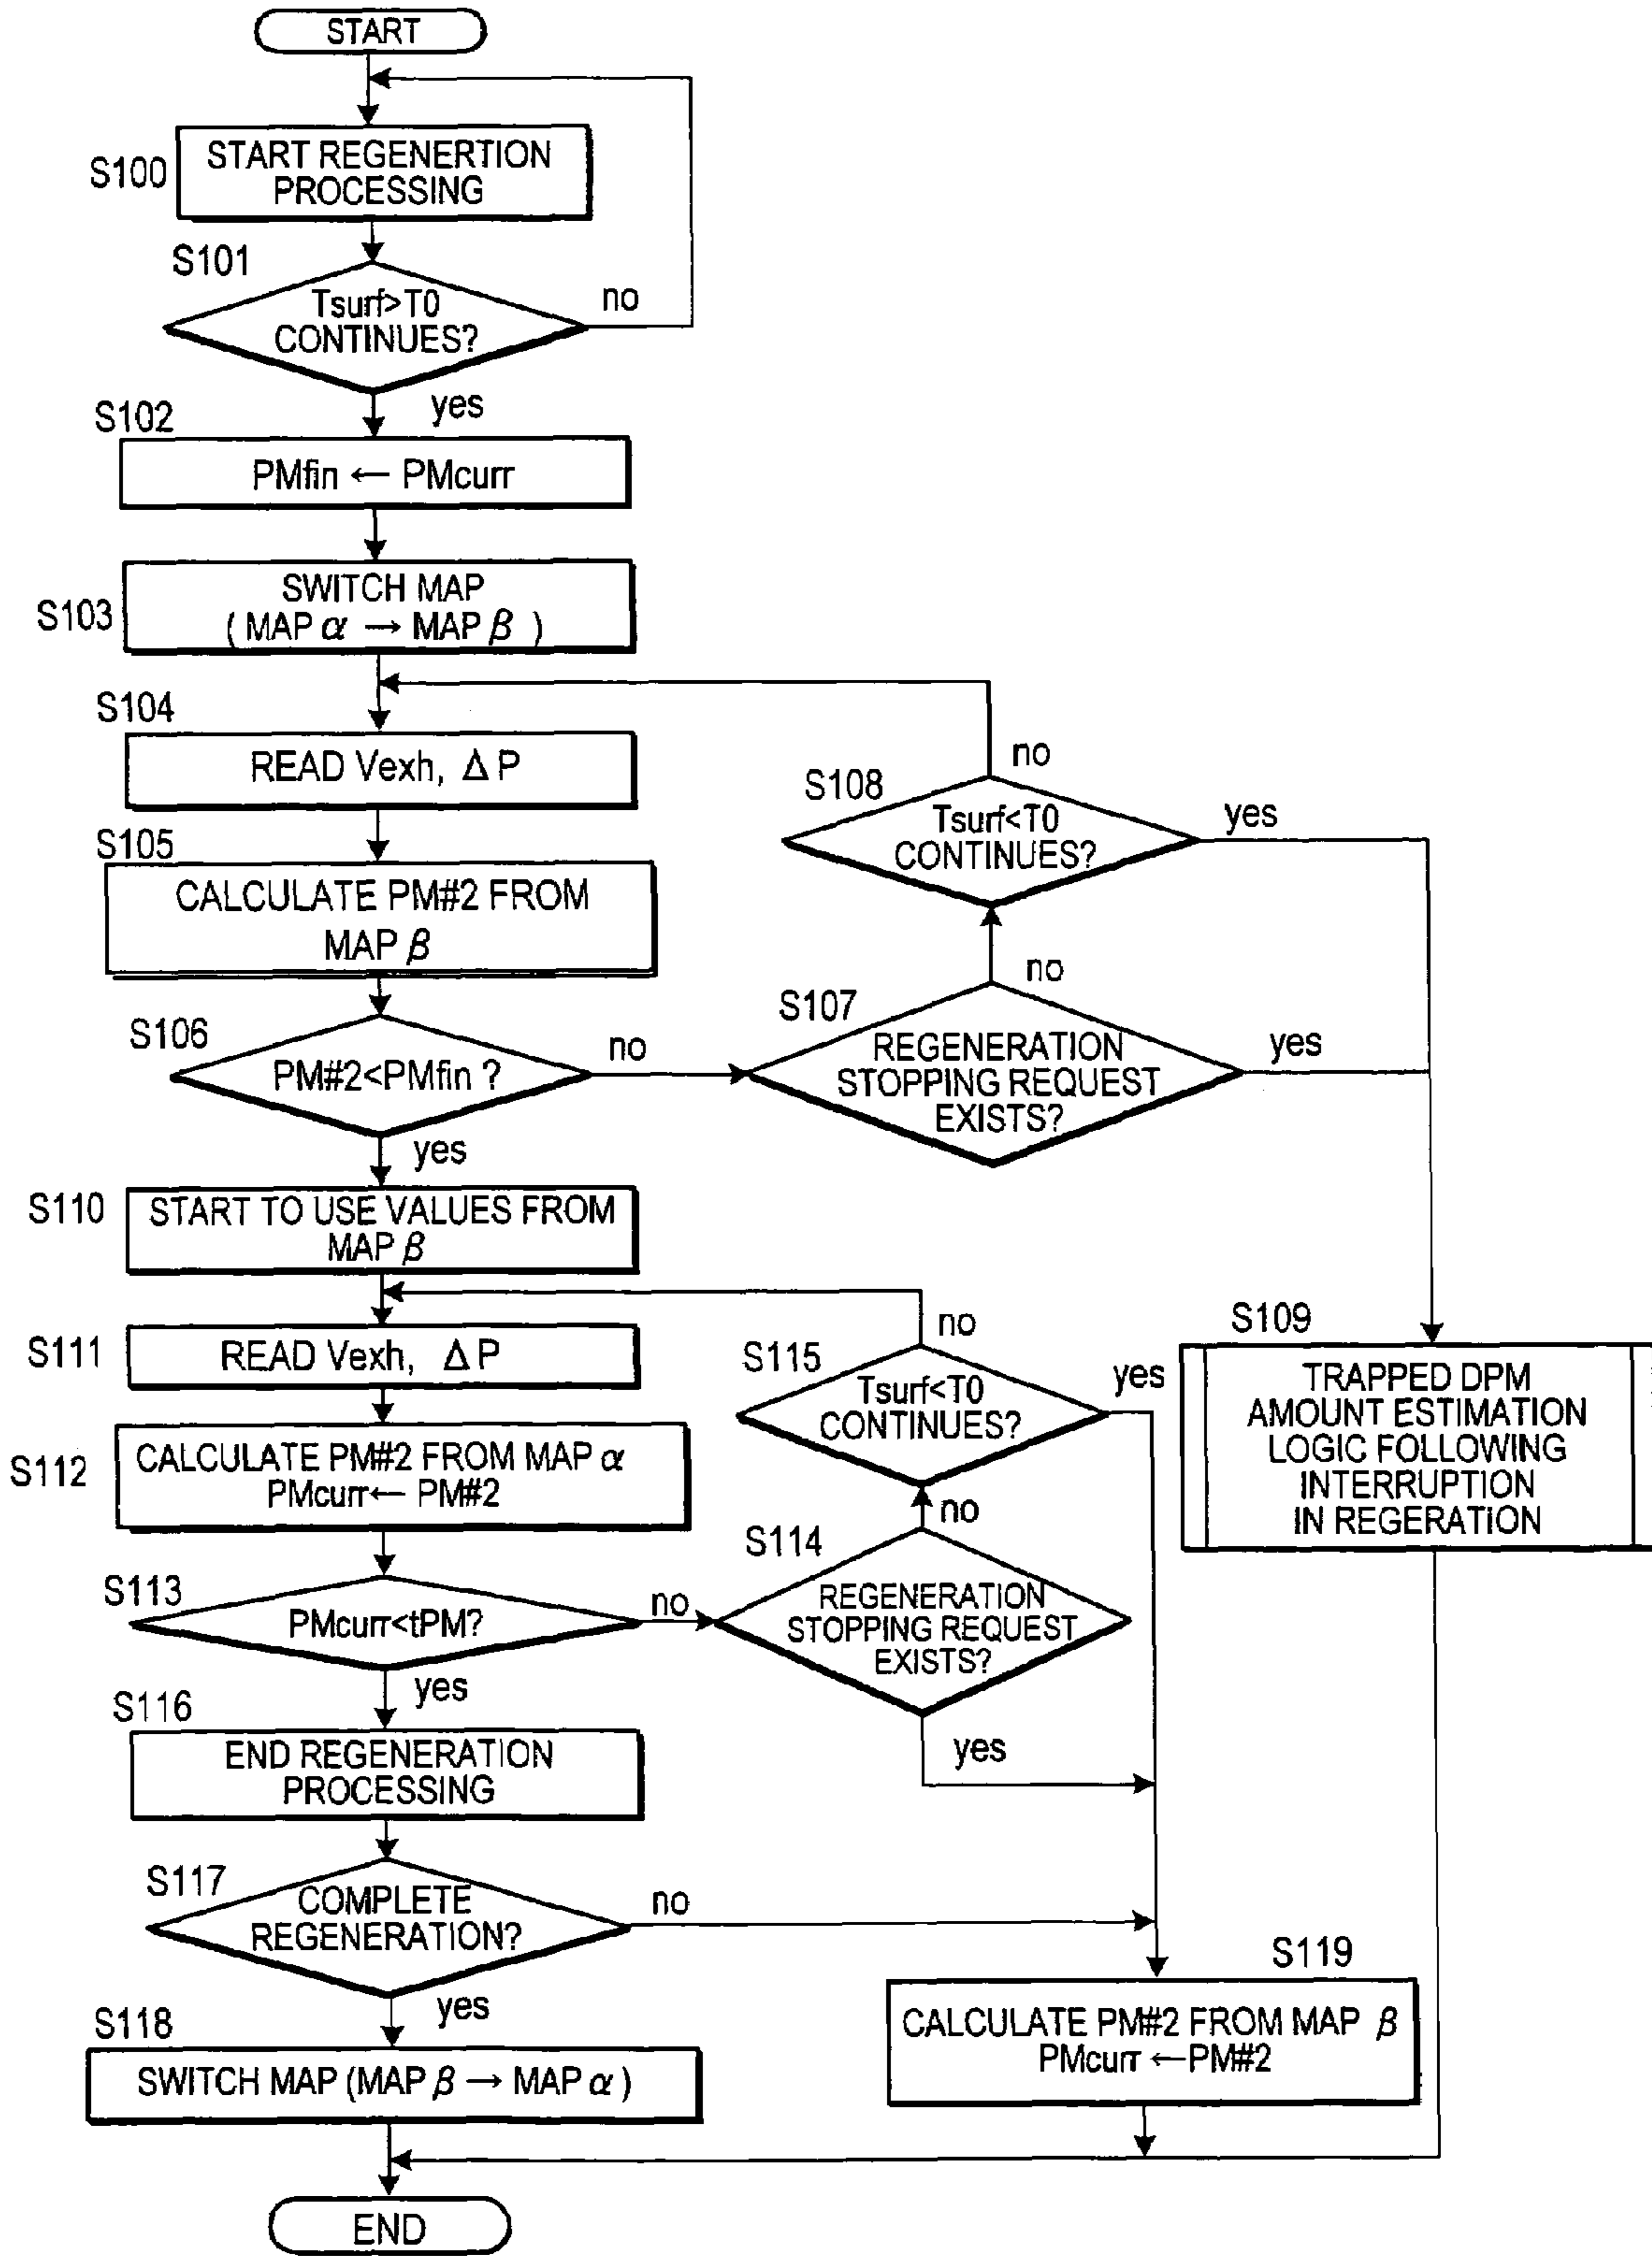 START
S100
START REGENERTION
PROCESSING
S101
Tsurf>T0
CONTINUES?
no
yes
S102
PMfin ← PMcurr
S103
SWITCH MAP
( MAP α → MAP β )
S104
READ Vexh, ΔP
S105
CALCULATE PM#2 FROM
MAP β
S106
PM#2<PMfin ?
no
yes
S107
REGENERATION
STOPPING REQUEST
EXISTS?
no
yes
S108
Tsurf<T0
CONTINUES?
no
yes
S109
TRAPPED DPM
AMOUNT ESTIMATION
LOGIC FOLLOWING
INTERRUPTION
IN REGERATION
S110
START TO USE VALUES FROM
MAP β
S111
READ Vexh, ΔP
S112
CALCULATE PM#2 FROM MAP α
PMcurr← PM#2
S113
PMcurr<tPM?
no
yes
S114
REGENERATION
STOPPING REQUEST
EXISTS?
no
yes
S115
Tsurf<T0
CONTINUES?
no
yes
S116
END REGENERATION
PROCESSING
S117
COMPLETE
REGENERATION?
no
yes
S118
SWITCH MAP (MAP β → MAP α )
S119
CALCULATE PM#2 FROM MAP β
PMcurr ←PM#2
END